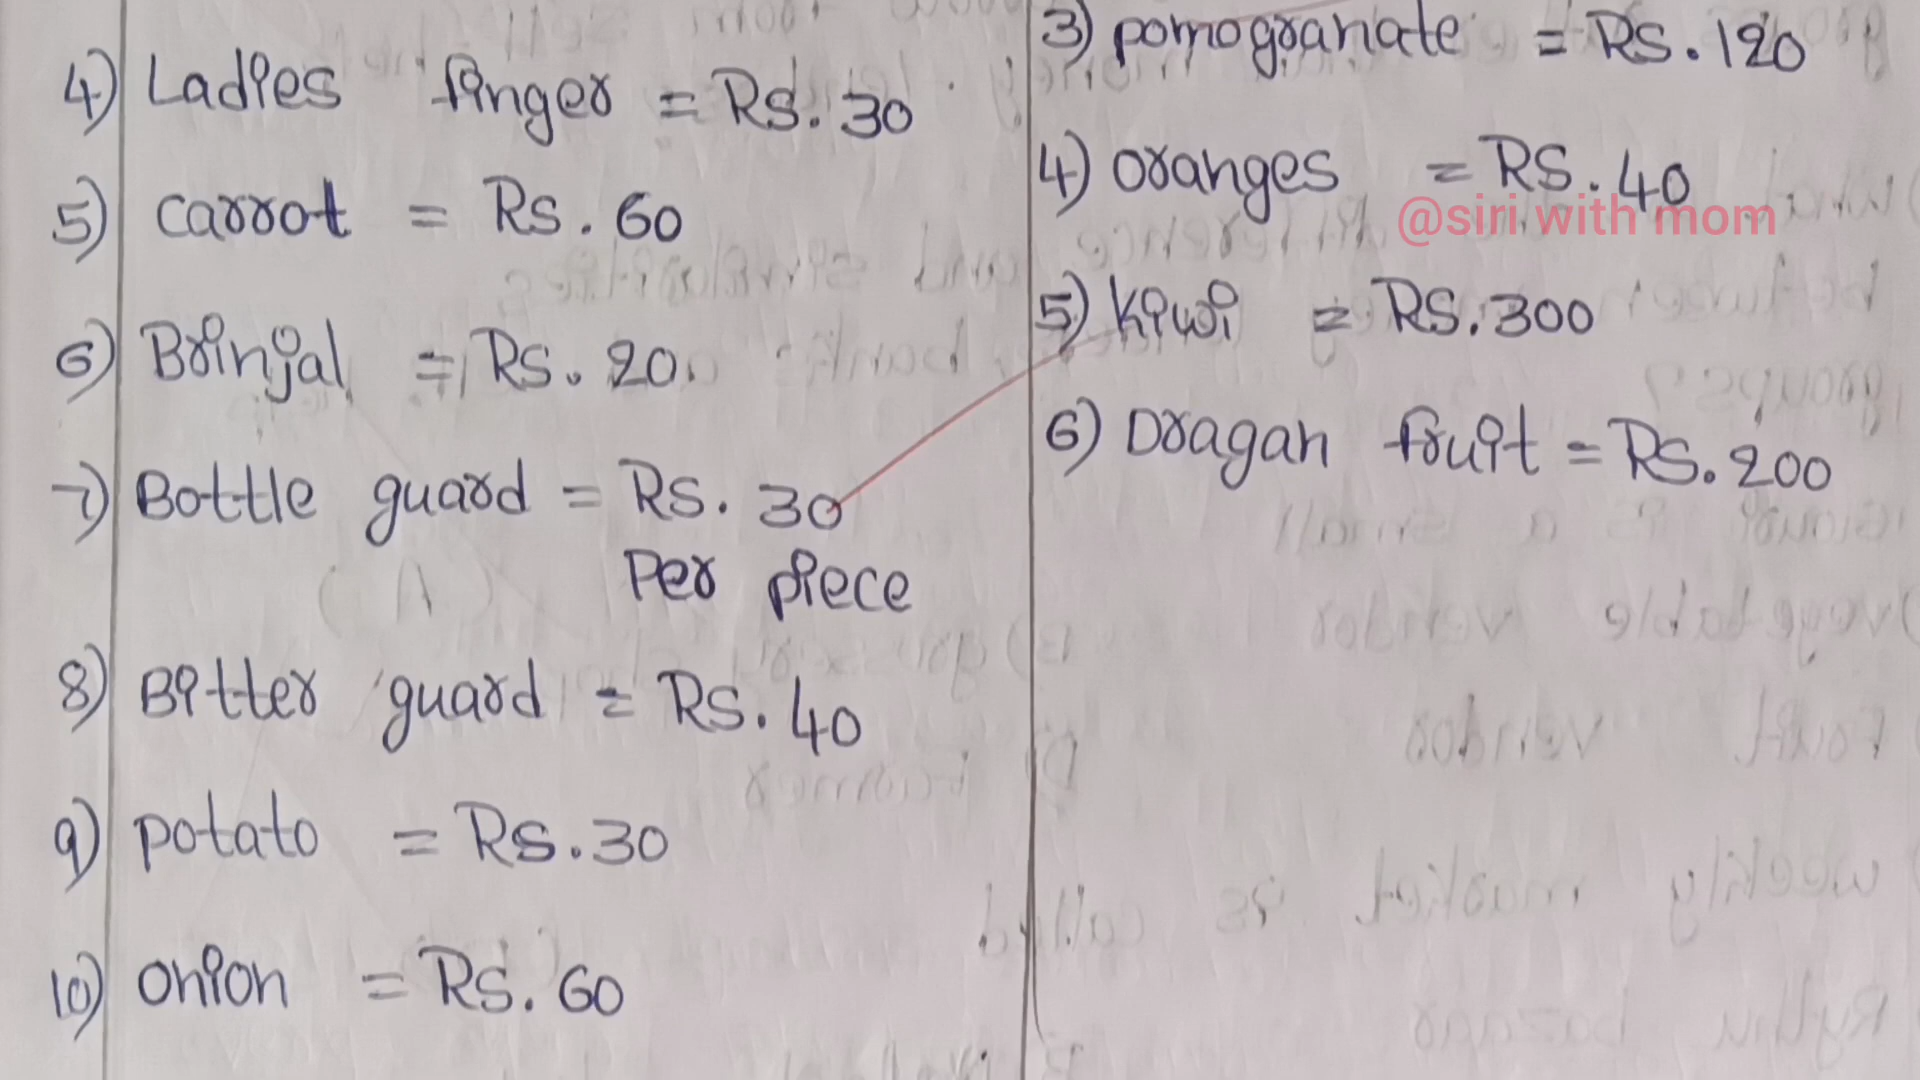 4) Ladies finger = Rs. 30
5) carrot = Rs. 60
6) Brinjal = Rs. 20.
7) Bottle guard = Rs. 30
Per piece
8) Bitter guard = Rs. 40
9) potato = Rs. 30
10) onion = Rs. 60
3) pomogranate = Rs. 120
4) oranges = Rs. 40
@siri with mom
5) kiwi = Rs. 300
6) Dragan fruit = Rs. 200